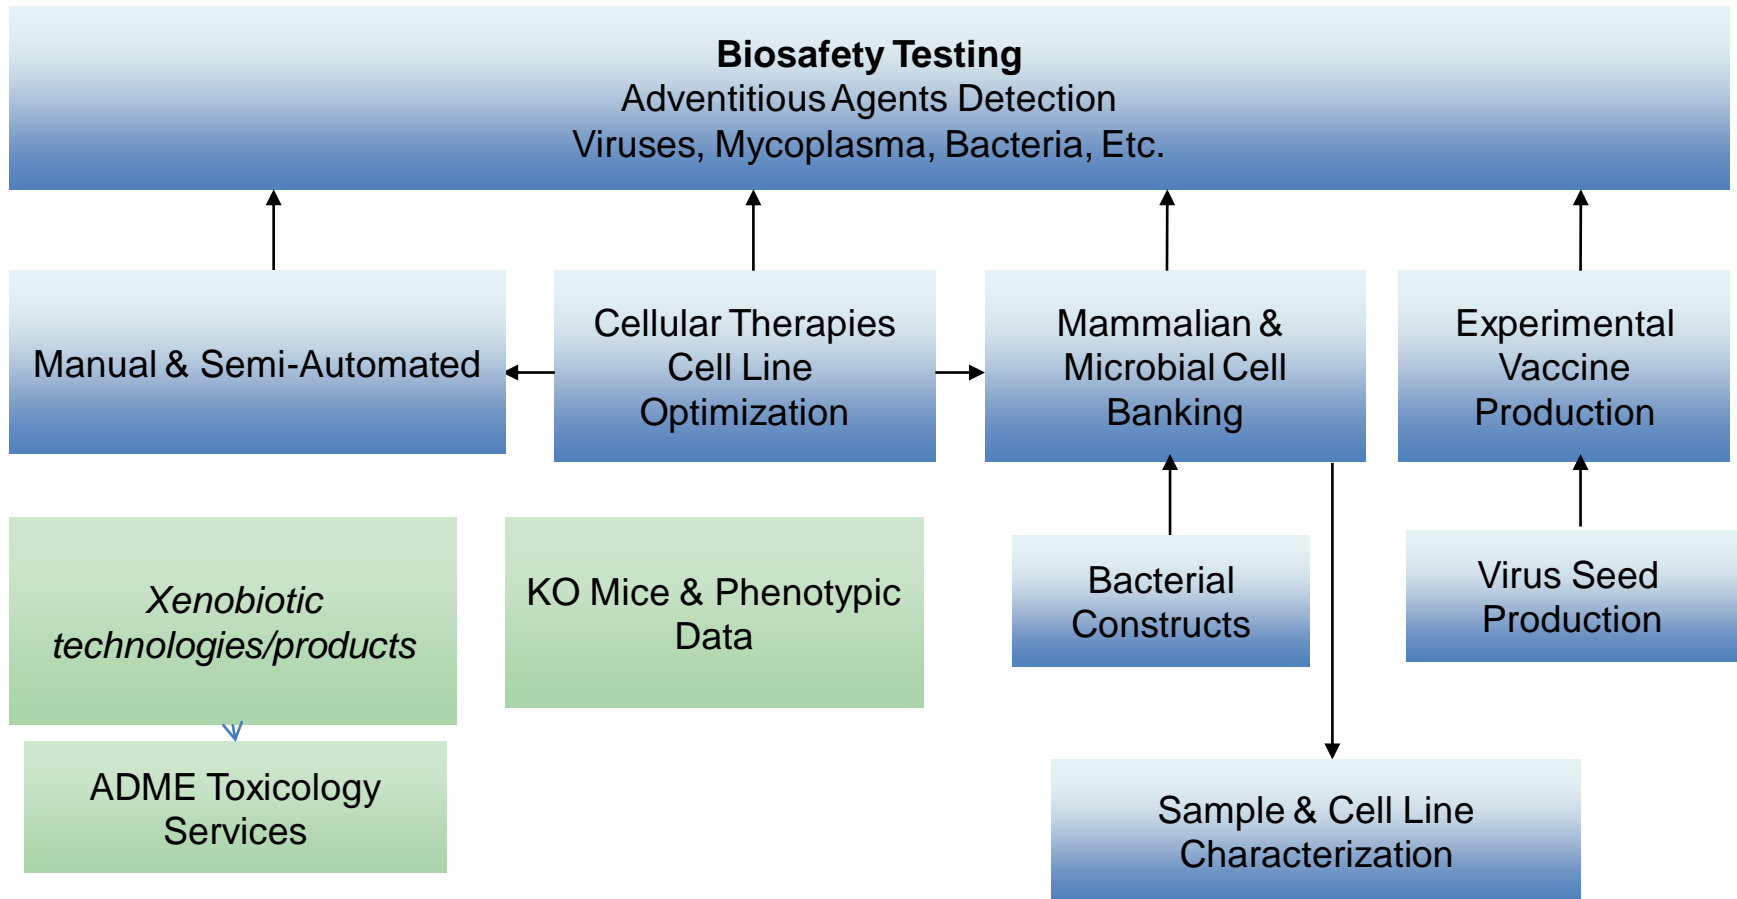 Biosafety Testing
Adventitious Agents Detection
Viruses, Mycoplasma, Bacteria, Etc.
Manual & Semi-Automated
Cellular Therapies
Cell Line
Optimization
Mammalian &
Microbial Cell
Banking
Experimental
Vaccine
Production
Xenobiotic
technologies/products
KO Mice & Phenotypic
Data
Bacterial
Constructs
Virus Seed
Production
ADME Toxicology
Services
Sample & Cell Line
Characterization